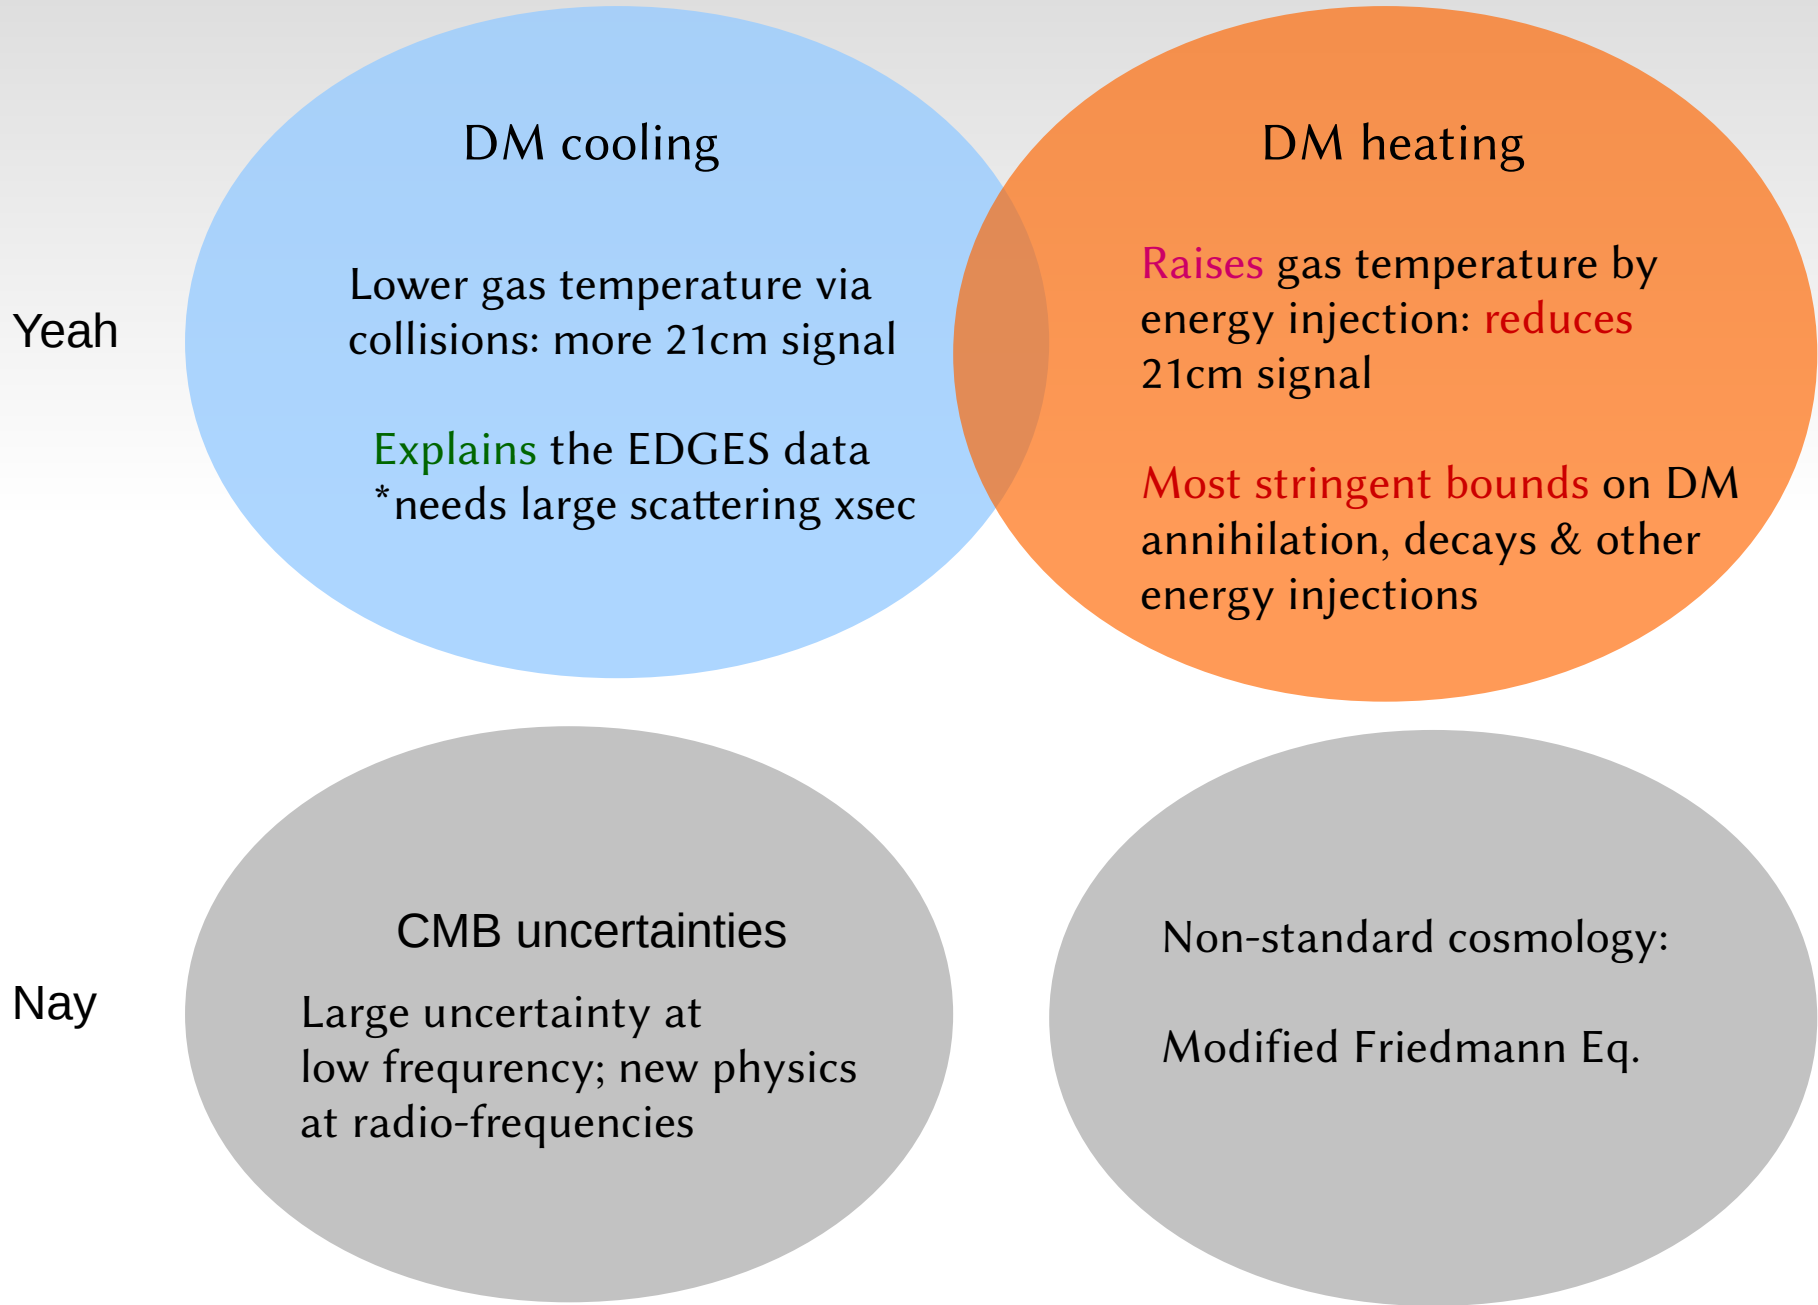 DM cooling
Lower gas temperature via
collisions: more 21cm signal
Explains the EDGES data
*needs large scattering xsec
DM heating
Raises gas temperature by
energy injection: reduces
21cm signal
Most stringent bounds on DM
annihilation, decays & other
energy injections
Yeah
CMB uncertainties
Large uncertainty at
low frequrency; new physics
at radio-frequencies
Non-standard cosmology:
Modified Friedmann Eq.
Nay